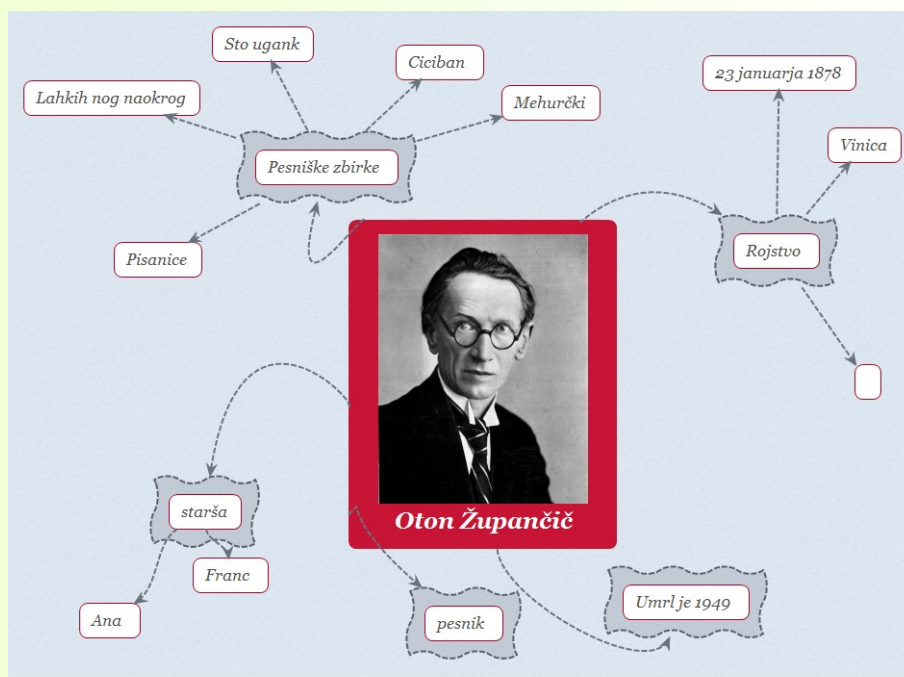 Sto ugank
Ciciban
23 januarja 1878
Lahkih nog naokrog
Mehurčki
Vinica
Pesniške zbirke
Pisanice
Rojstvo
Oton Župančič
starša
Franc
Ana
pesnik
Umrl je 1949